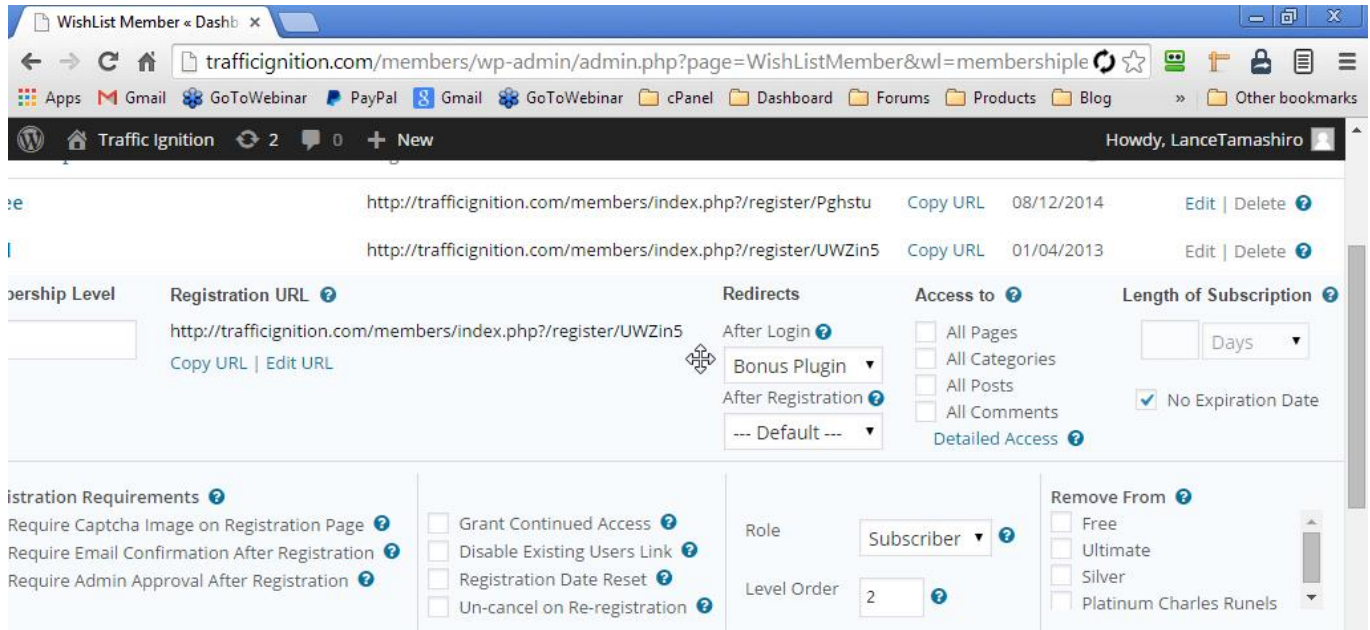 WishList Member « Dashb
trafficignition.com/members/wp-admin/admin.php?page=WishListMember&wl=membershiple
Apps Gmail GoToWebinar PayPal Gmail GoToWebinar cPanel Dashboard Forums Products Blog » Other bookmarks
Traffic Ignition 2 0 + New Howdy, LanceTamashiro
ee http://trafficignition.com/members/index.php?/register/Pghstu Copy URL 08/12/2014 Edit | Delete
http://trafficignition.com/members/index.php?/register/UWZin5 Copy URL 01/04/2013 Edit | Delete
bership Level Registration URL Redirects Access to Length of Subscription
http://trafficignition.com/members/index.php?/register/UWZin5 After Login All Pages
Copy URL | Edit URL Bonus Plugin All Categories Days
After Registration All Posts
--- Default --- All Comments No Expiration Date
Detailed Access
istration Requirements Remove From
Require Captcha Image on Registration Page Grant Continued Access Role Subscriber Free
Require Email Confirmation After Registration Disable Existing Users Link Ultimate
Require Admin Approval After Registration Registration Date Reset Level Order 2 Silver
Un-cancel on Re-registration Platinum Charles Runels